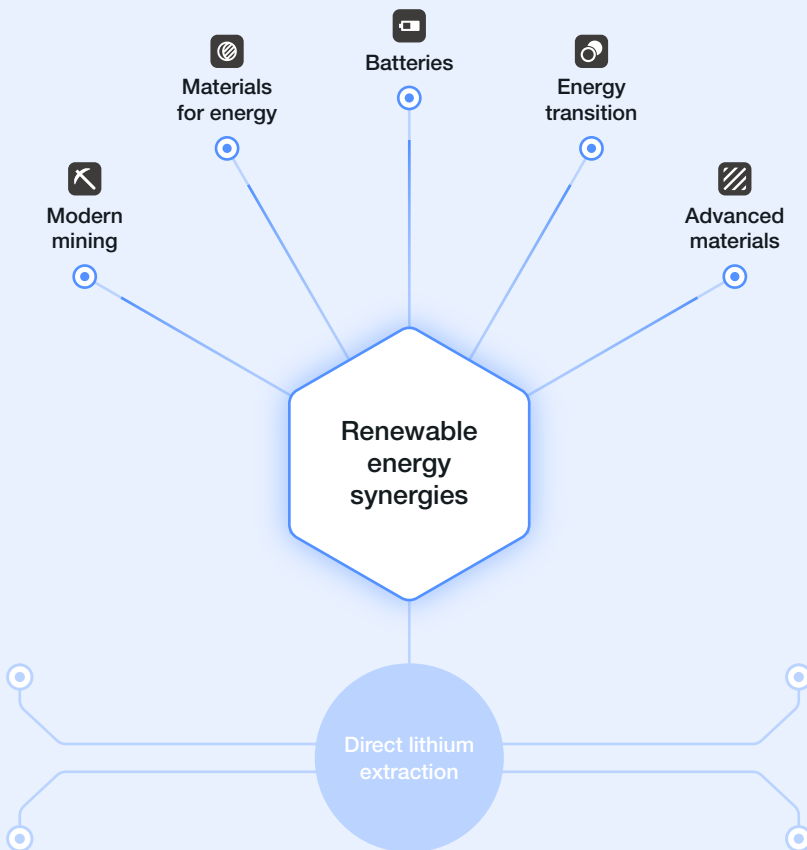 Batteries
Materials
for energy
Energy
transition
Modern
mining
Advanced
materials
Renewable
energy
synergies
Direct lithium
extraction